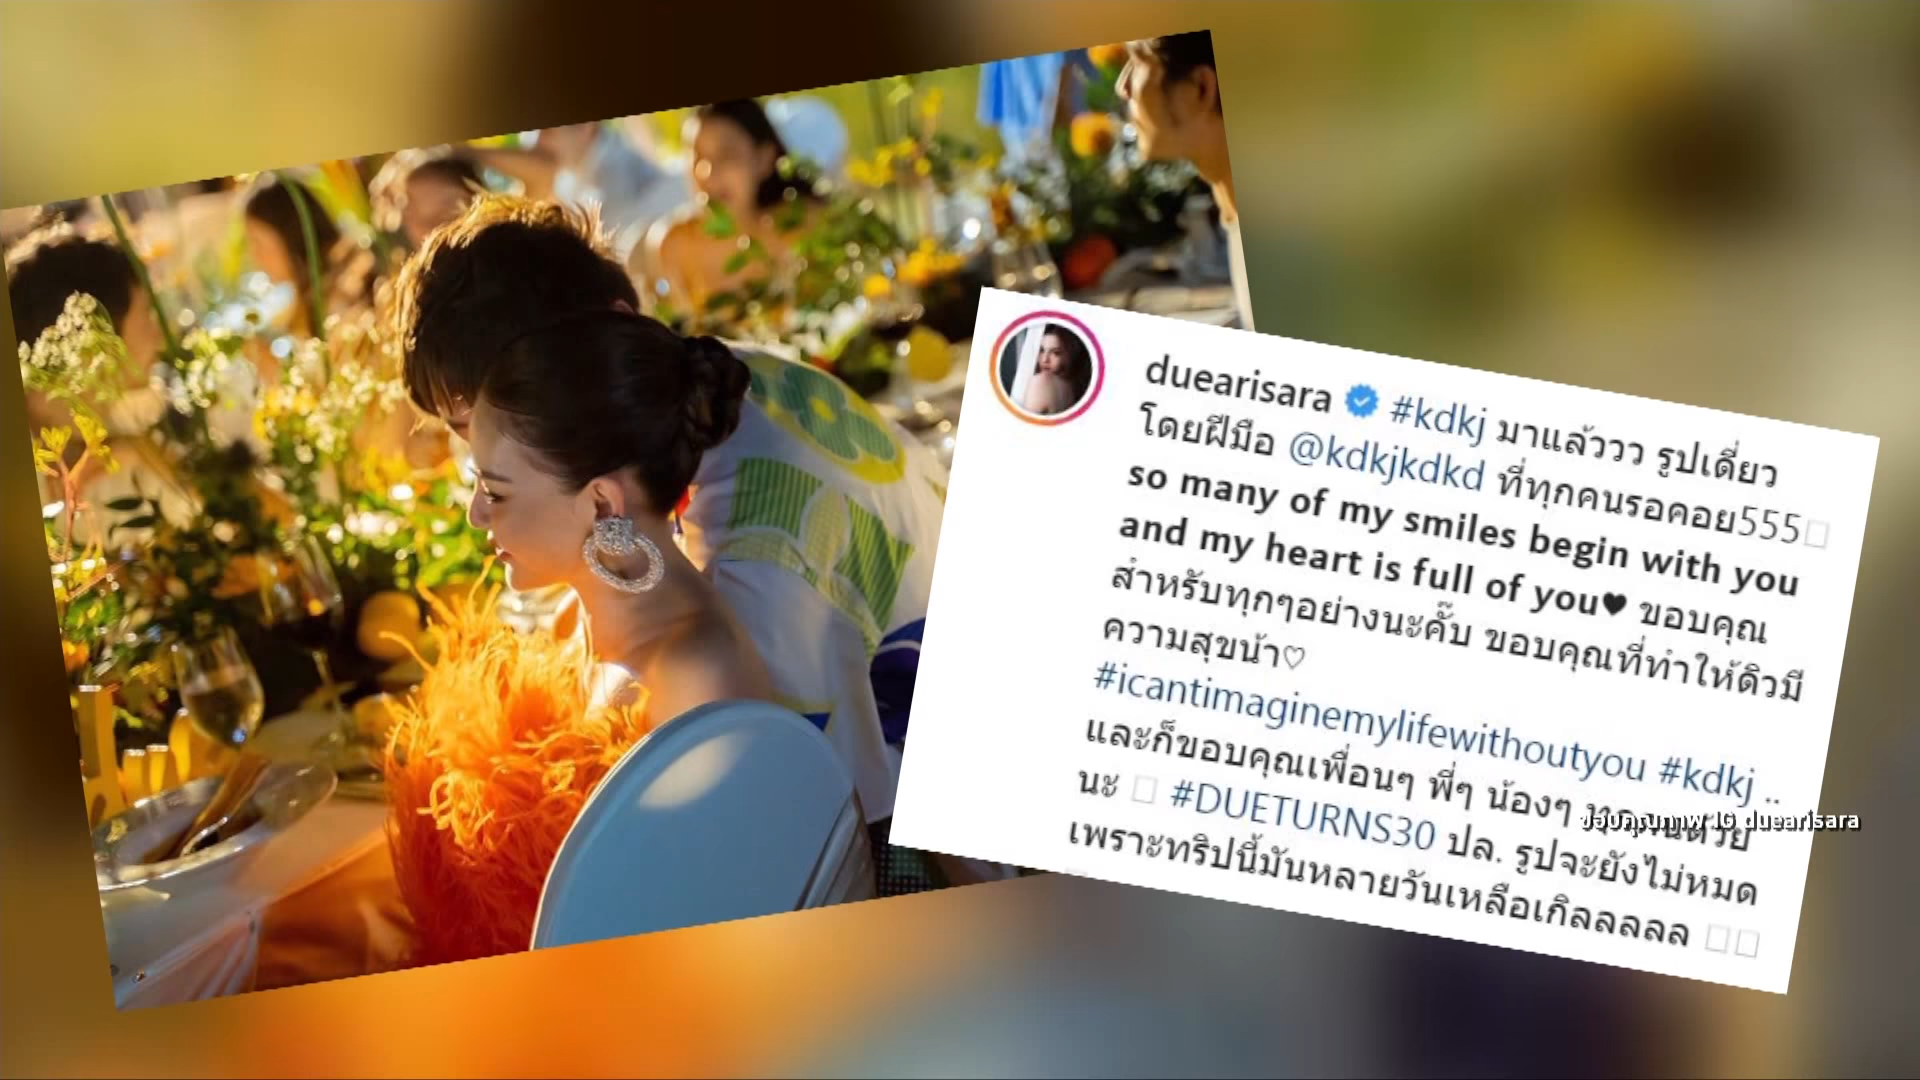 duearisara #kdkj มาแล้ววว รูปเดี่ยว
โดยฝีมือ @kdkjkdkd ที่ทุกคนรอคอย555
so many of my smiles begin with you
and my heart is full of you♥ ขอบคุณ
สำหรับทุกๆอย่างนะคั๊บ ขอบคุณที่ทำให้ดิวมี
ความสุขน้า♡
#icantimaginemylifewithoutyou #kdkj ..
และก็ขอบคุณเพื่อนๆ พี่ๆ น้องๆ ทุกคนด้วย
นะ #DUETURNS30 ปล. รูปจะยังไม่หมด
เพราะทริปนี้มันหลายวันเหลือเกิลลลลล
ขอบคุณภาพ IG duearisara